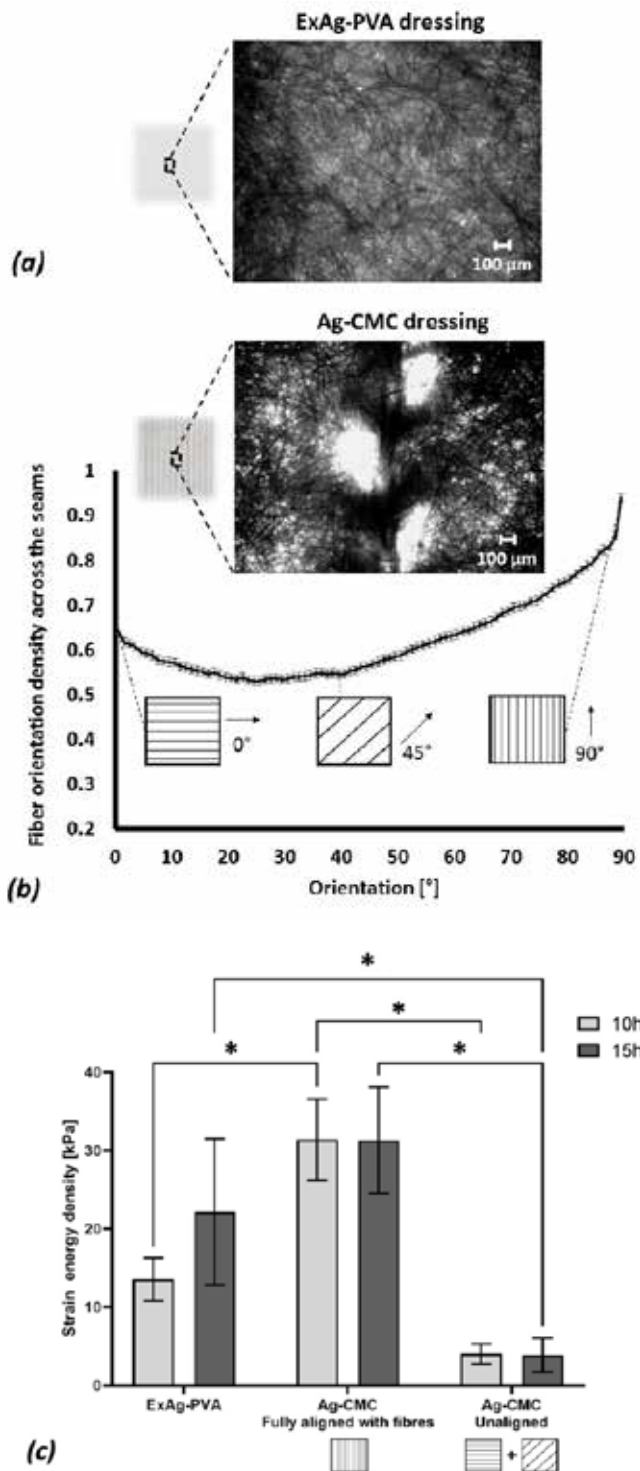 ExAg-PVA dressing
100 µm
(a)
Ag-CMC dressing
100 µm
Fiber orientation density across the seams
1
0.9
0.8
0.7
0.6
0.5
0.4
0.3
0.2
0°
45°
90°
0 10 20 30 40 50 60 70 80 90
Orientation [°]
(b)
*
*
*
*
10h
15h
Strain energy density [kPa]
40
30
20
10
0
ExAg-PVA
Ag-CMC
Fully aligned with fibres
Ag-CMC
Unaligned
+
(c)